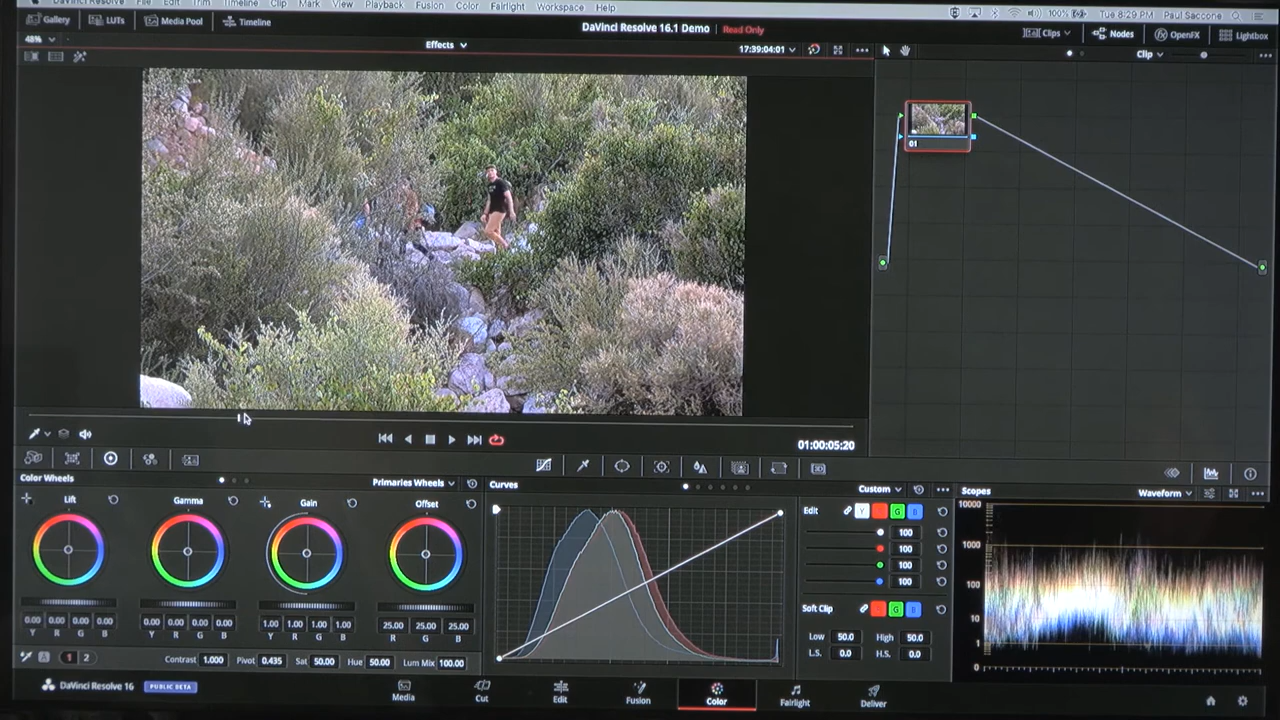 DaVinci Resolve File Edit Trim Timeline Clip Mark View Playback Fusion Color Fairlight Workspace Help 100% Tue 8:29 PM Paul Saccone
Gallery LUTs Media Pool Timeline DaVinci Resolve 16.1 Demo Read Only Clips Nodes OpenFX Lightbox
48% Effects 17:39:04:01 Clip
01
01:00:05:20
Color Wheels Primaries Wheels Curves Custom Scopes Waveform
Lift Gamma Gain Offset Edit Y G B
100
100
100
100
10000
1000
100
10
1
0
Soft Clip G B
0.00 0.00 0.00 0.00 0.00 0.00 0.00 0.00 1.00 1.00 1.00 1.00 25.00 25.00 25.00
Y R G B Y R G B Y R G B R G B
Low 50.0 High 50.0
L.S. 0.0 H.S. 0.0
A 1 2 Contrast 1.000 Pivot 0.435 Sat 50.00 Hue 50.00 Lum Mix 100.00
DaVinci Resolve 16 PUBLIC BETA Media Cut Edit Fusion Color Fairlight Deliver